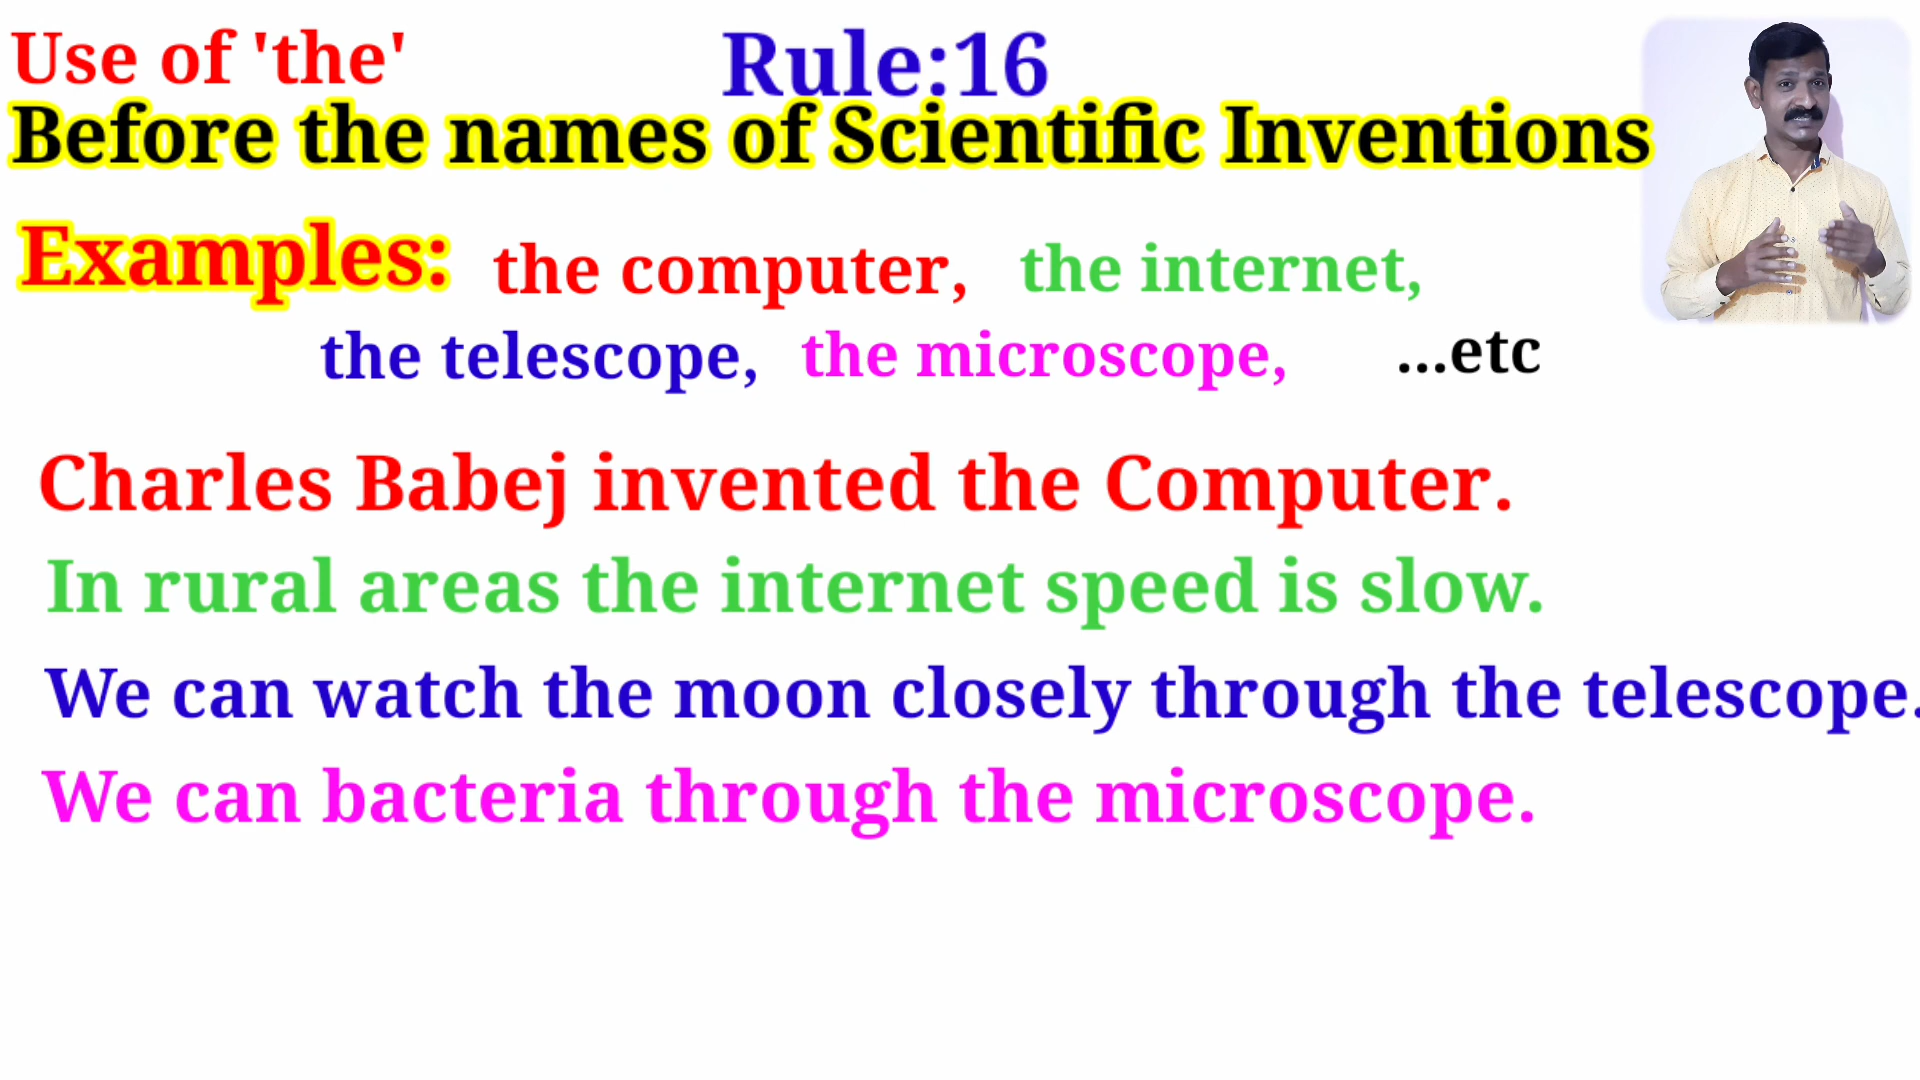 Use of 'the' Rule:16
Before the names of Scientific Inventions
Examples: the computer, the internet,
the telescope, the microscope, ...etc
Charles Babej invented the Computer.
In rural areas the internet speed is slow.
We can watch the moon closely through the telescope.
We can bacteria through the microscope.